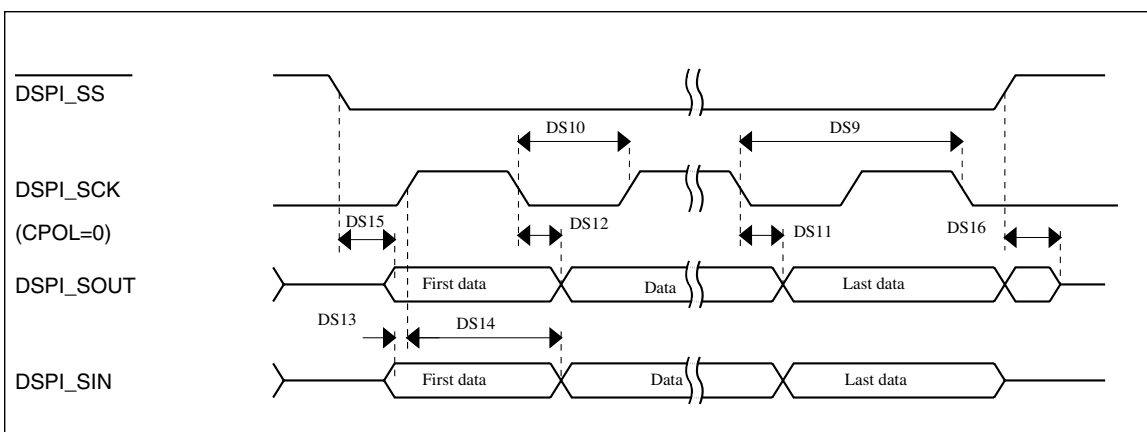 DSPI_SS
DS10
DS9
DSPI_SCK
DS15
DS12
DS11
DS16
(CPOL=0)
DSPI_SOUT
First data
Data
Last data
DS13
DS14
DSPI_SIN
First data
Data
Last data